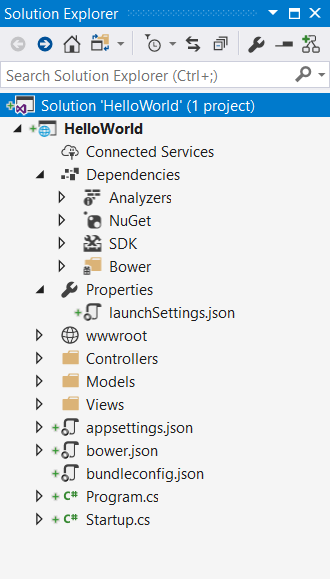 Solution Explorer
Search Solution Explorer (Ctrl+;)
Solution 'HelloWorld' (1 project)
HelloWorld
Connected Services
Dependencies
Analyzers
NuGet
SDK
Bower
Properties
launchSettings.json
wwwroot
Controllers
Models
Views
appsettings.json
bower.json
bundleconfig.json
C# Program.cs
C# Startup.cs